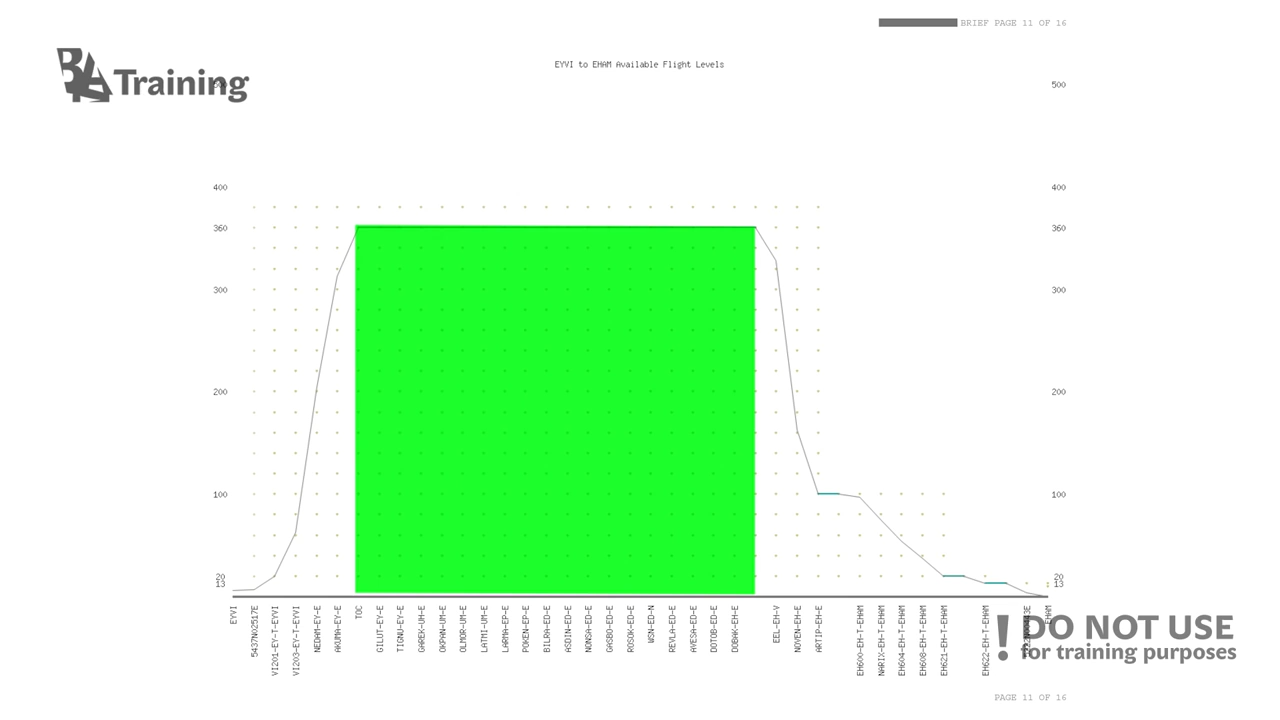 BRIEF PAGE 11 OF 16
BAA Training
EYVI to EHAM Available Flight Levels
500 500
400 400
360 360
300 300
200 200
100 100
20 20
13 13
EYVI
5437N02517E
VI201-EY-T-EYVI
VI203-EY-T-EYVI
NEDAM-EY-E
AKUMA-EY-E
TOC
GILUT-EY-E
TIGNU-EY-E
GAREK-UM-E
OKPAN-UM-E
OLMOR-UM-E
LATMI-UM-E
LARMA-EP-E
POKEN-EP-E
BILRA-ED-E
ASDIN-ED-E
NONSA-ED-E
GASBO-ED-E
ROSOK-ED-E
WSN-ED-N
REVLA-ED-E
AVESH-ED-E
DOTOB-ED-E
DOBAK-EH-E
EEL-EH-V
NOVEN-EH-E
ARTIP-EH-E
EH600-EH-T-EHAM
NARIX-EH-T-EHAM
EH604-EH-T-EHAM
EH608-EH-T-EHAM
EH621-EH-T-EHAM
EH622-EH-T-EHAM
EHAM
! DO NOT USE
for training purposes
PAGE 11 OF 16